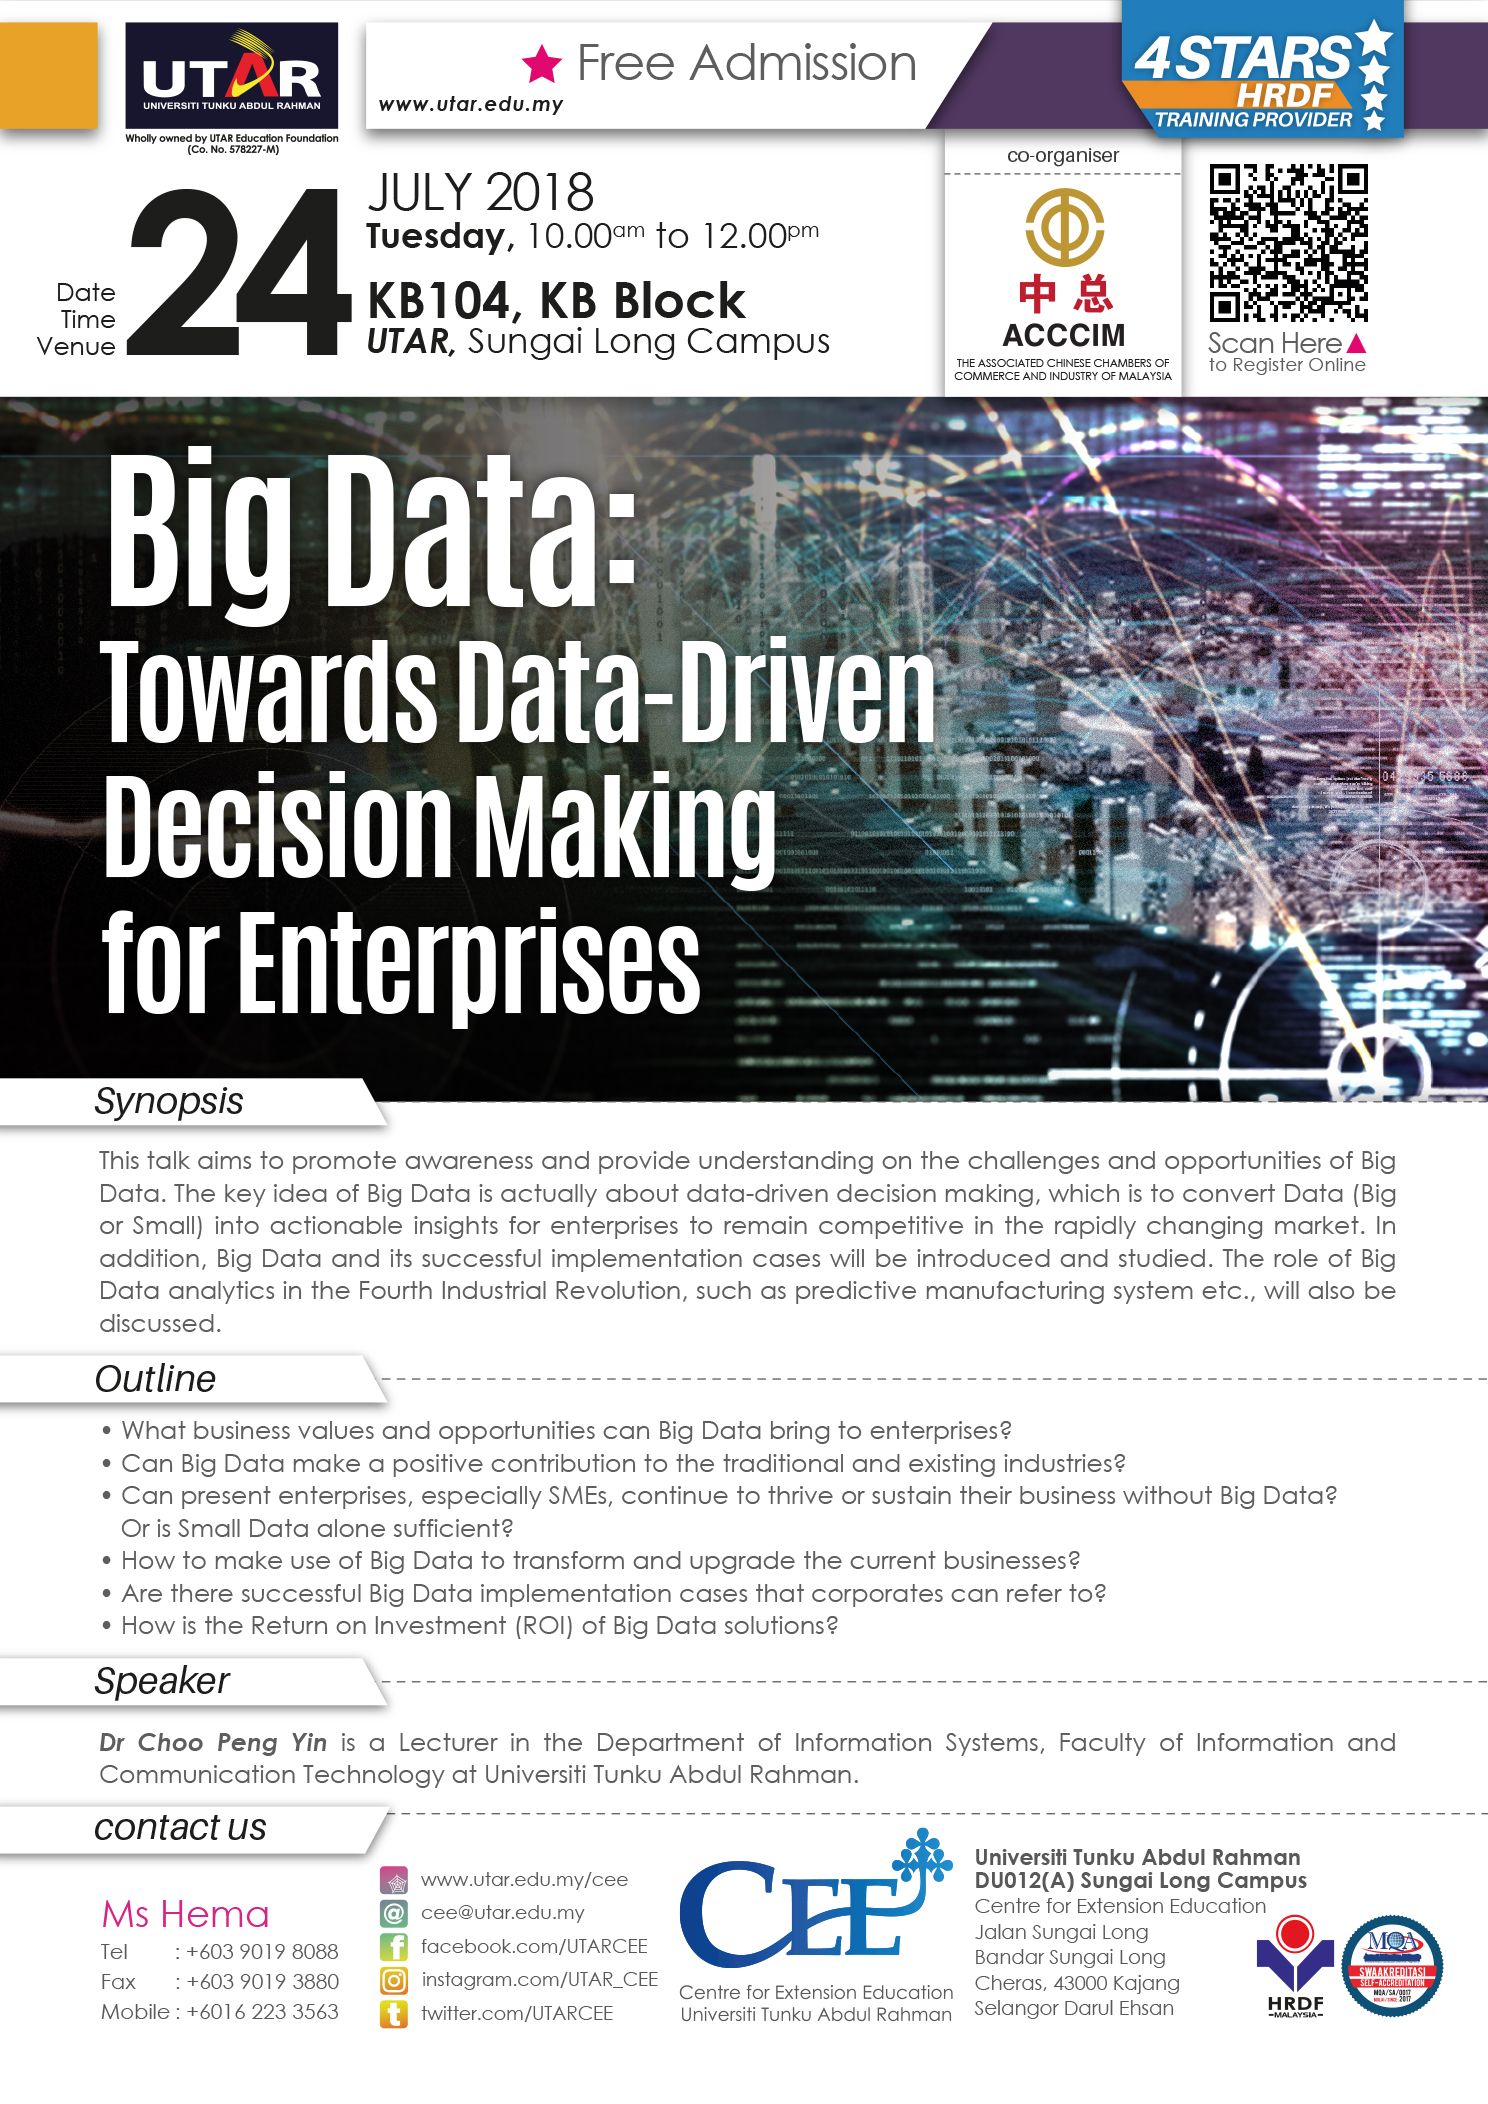 UTAR
UNIVERSITI TUNKU ABDUL RAHMAN
Wholly owned by UTAR Education Foundation
(Co. No. 578227-M)
★ Free Admission
www.utar.edu.my
4 STARS
HRDF
TRAINING PROVIDER
Date
Time
Venue
24
JULY 2018
Tuesday, 10.00am to 12.00pm
KB104, KB Block
UTAR, Sungai Long Campus
co-organiser
中总
ACCCIM
THE ASSOCIATED CHINESE CHAMBERS OF
COMMERCE AND INDUSTRY OF MALAYSIA
Scan Here▲
to Register Online
Big Data:
Towards Data-Driven
Decision Making
for Enterprises
Synopsis
This talk aims to promote awareness and provide understanding on the challenges and opportunities of Big
Data. The key idea of Big Data is actually about data-driven decision making, which is to convert Data (Big
or Small) into actionable insights for enterprises to remain competitive in the rapidly changing market. In
addition, Big Data and its successful implementation cases will be introduced and studied. The role of Big
Data analytics in the Fourth Industrial Revolution, such as predictive manufacturing system etc., will also be
discussed.
Outline
• What business values and opportunities can Big Data bring to enterprises?
• Can Big Data make a positive contribution to the traditional and existing industries?
• Can present enterprises, especially SMEs, continue to thrive or sustain their business without Big Data?
Or is Small Data alone sufficient?
• How to make use of Big Data to transform and upgrade the current businesses?
• Are there successful Big Data implementation cases that corporates can refer to?
• How is the Return on Investment (ROI) of Big Data solutions?
Speaker
Dr Choo Peng Yin is a Lecturer in the Department of Information Systems, Faculty of Information and
Communication Technology at Universiti Tunku Abdul Rahman.
contact us
Ms Hema
Tel : +603 9019 8088
Fax : +603 9019 3880
Mobile : +6016 223 3563
www.utar.edu.my/cee
cee@utar.edu.my
facebook.com/UTARCEE
instagram.com/UTAR_CEE
twitter.com/UTARCEE
CEE
Centre for Extension Education
Universiti Tunku Abdul Rahman
Universiti Tunku Abdul Rahman
DU012(A) Sungai Long Campus
Centre for Extension Education
Jalan Sungai Long
Bandar Sungai Long
Cheras, 43000 Kajang
Selangor Darul Ehsan
HRDF
-MALAYSIA-
MQA
SWAAKREDITASI
SELF-ACCREDITATION
MQA/SA/0017
MULAI / SINCE 2017